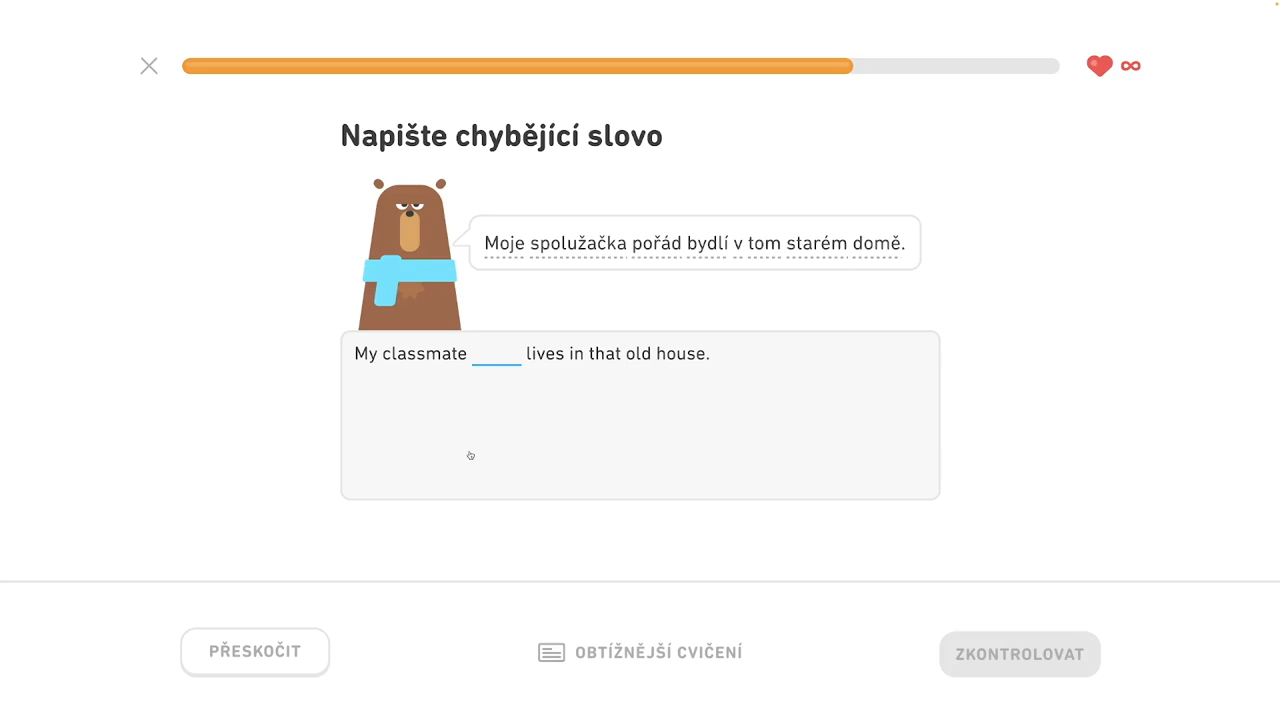 Napište chybějící slovo
Moje spolužačka pořád bydlí v tom starém domě.
My classmate _____ lives in that old house.
PŘESKOČIT
OBTÍŽNĚJŠÍ CVIČENÍ
ZKONTROLOVAT